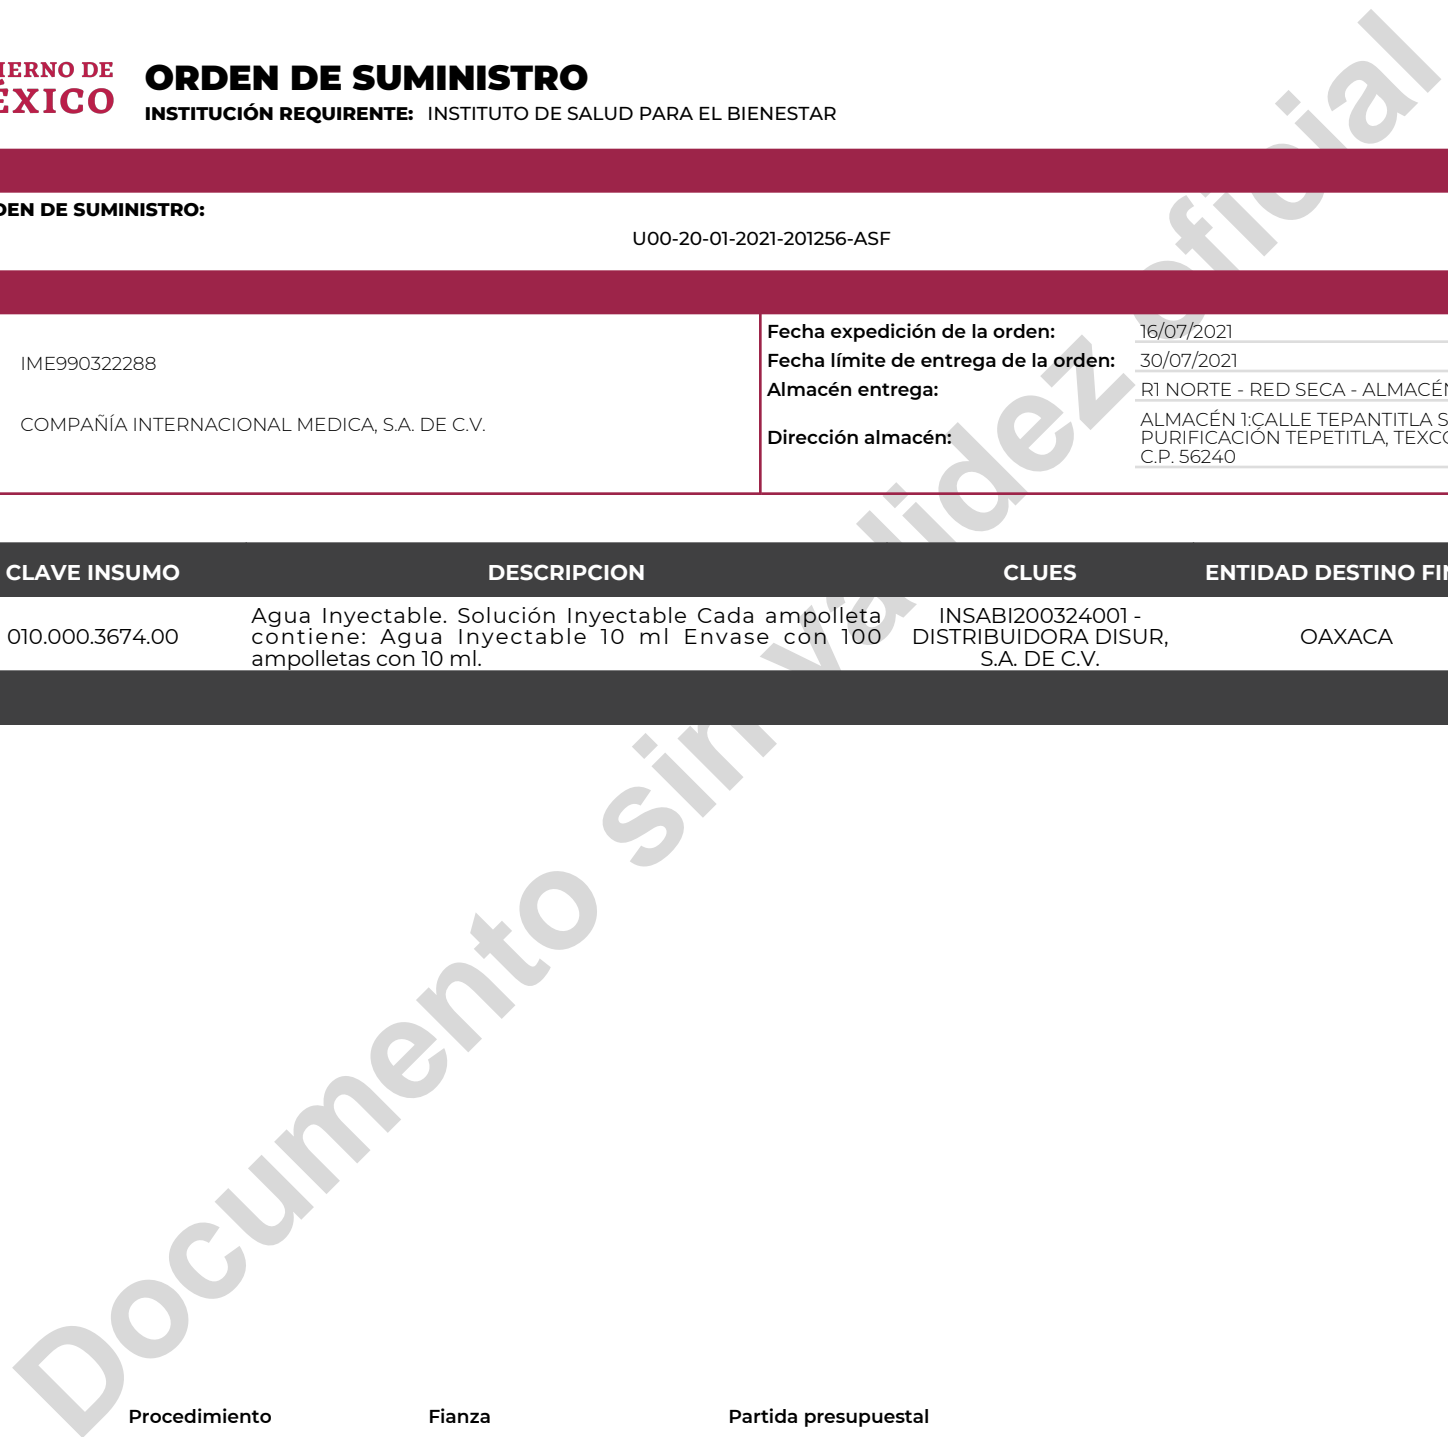 IERNO DE
ÉXICO
ORDEN DE SUMINISTRO
INSTITUCIÓN REQUIRENTE: INSTITUTO DE SALUD PARA EL BIENESTAR
DEN DE SUMINISTRO:
U00-20-01-2021-201256-ASF
IME990322288
COMPAÑÍA INTERNACIONAL MEDICA, S.A. DE C.V.
Fecha expedición de la orden: 16/07/2021
Fecha límite de entrega de la orden: 30/07/2021
Almacén entrega: R1 NORTE - RED SECA - ALMACÉN
Dirección almacén:
ALMACÉN 1:CALLE TEPANTITLA S
PURIFICACIÓN TEPETITLA, TEXCO
C.P. 56240
CLAVE INSUMO DESCRIPCION CLUES ENTIDAD DESTINO FIN
010.000.3674.00
Agua Inyectable. Solución Inyectable Cada ampolleta
contiene: Agua Inyectable 10 ml Envase con 100
ampolletas con 10 ml.
INSABI200324001 -
DISTRIBUIDORA DISUR,
S.A. DE C.V.
OAXACA
Documento sin validez oficial
Procedimiento Fianza Partida presupuestal